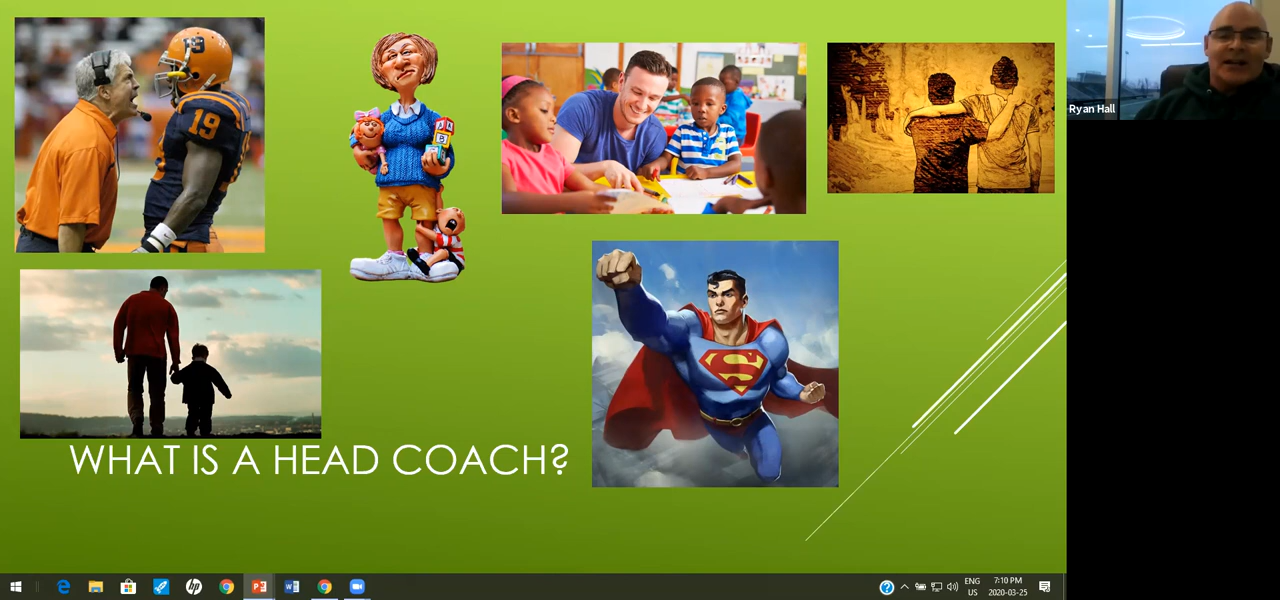 19
S
Ryan Hall
WHAT IS A HEAD COACH?
ENG
US
7:10 PM
2020-03-25